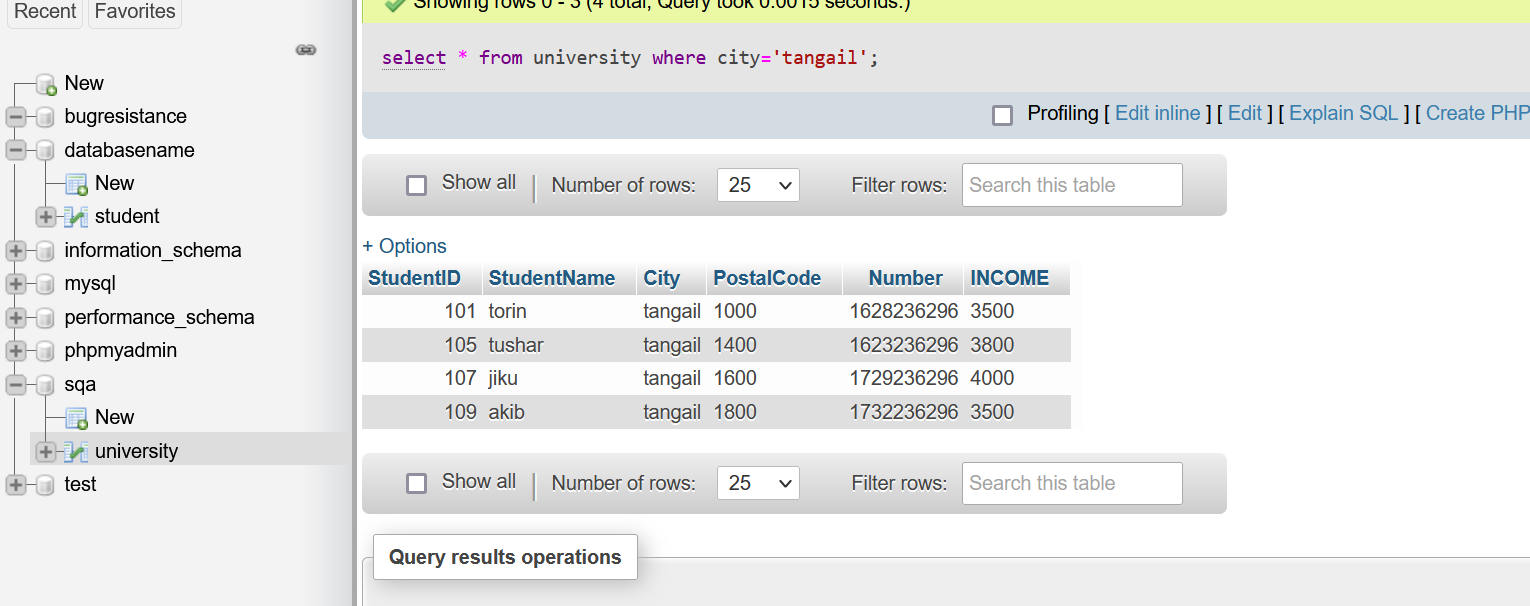 Recent Favorites
New
bugresistance
databasename
New
student
information_schema
mysql
performance_schema
phpmyadmin
sqa
New
university
test
Showing rows 0 - 3 (4 total, Query took 0.0015 seconds.)
select * from university where city='tangail';
Profiling [ Edit inline ] [ Edit ] [ Explain SQL ] [ Create PHP
Show all | Number of rows: 25 Filter rows: Search this table
+ Options
StudentID StudentName City PostalCode Number INCOME
101 torin tangail 1000 1628236296 3500
105 tushar tangail 1400 1623236296 3800
107 jiku tangail 1600 1729236296 4000
109 akib tangail 1800 1732236296 3500
Show all | Number of rows: 25 Filter rows: Search this table
Query results operations